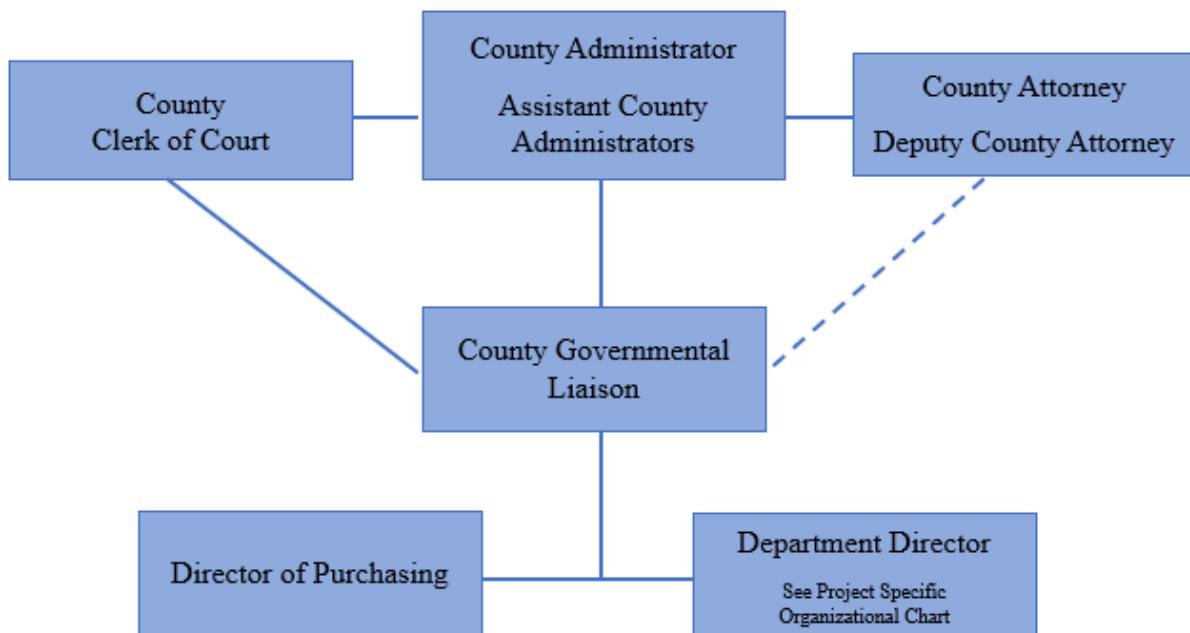 County
Clerk of Court
County Administrator
Assistant County
Administrators
County Attorney
Deputy County Attorney
County Governmental
Liaison
Director of Purchasing
Department Director
See Project Specific
Organizational Chart